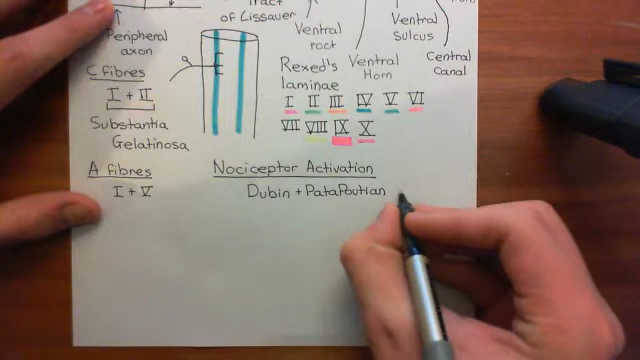 Tract
of Lissauer
Peripheral
axon
Ventral
root
Ventral
Sulcus
Central
Canal
C fibres
I + II
Substantia
Gelatinosa
Rexed's
laminae
Ventral
Horn
I II III IV V VI
VII VIII IX X
A fibres
I + V
Nociceptor Activation
Dubin + Patapoutian